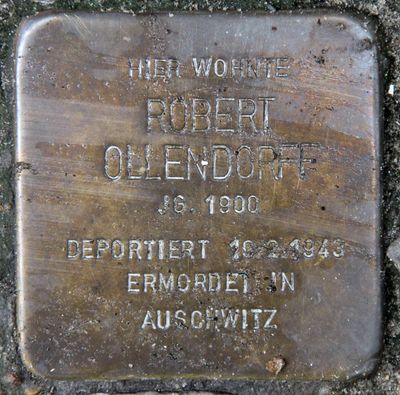 HIER WOHNTE
ROBERT
OLLENDORFF
JG. 1900
DEPORTIERT 19.2.1943
ERMORDET IN
AUSCHWITZ